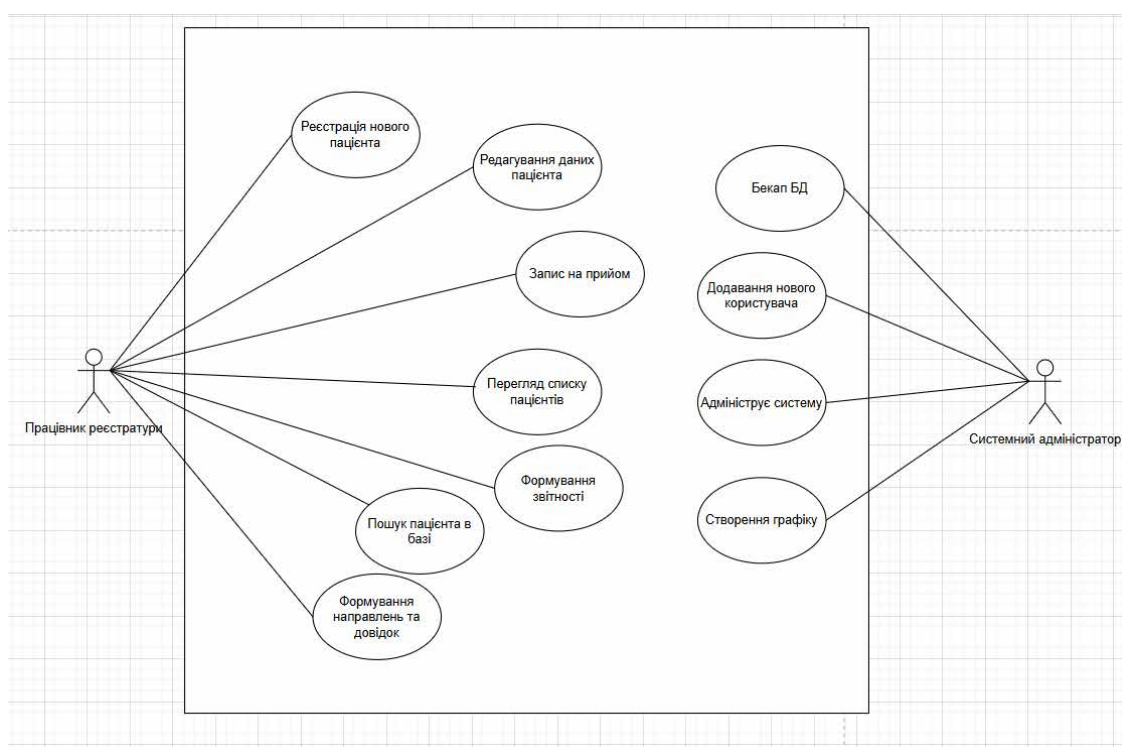 Реєстрація нового
пацієнта
Редагування даних
пацієнта
Бекап БД
Запис на прийом
Додавання нового
користувача
Перегляд списку
пацієнтів
Адмініструє систему
Працівник реєстратури
Системний адміністратор
Формування
звітності
Пошук пацієнта в
базі
Створення графіку
Формування
направлень та
довідок